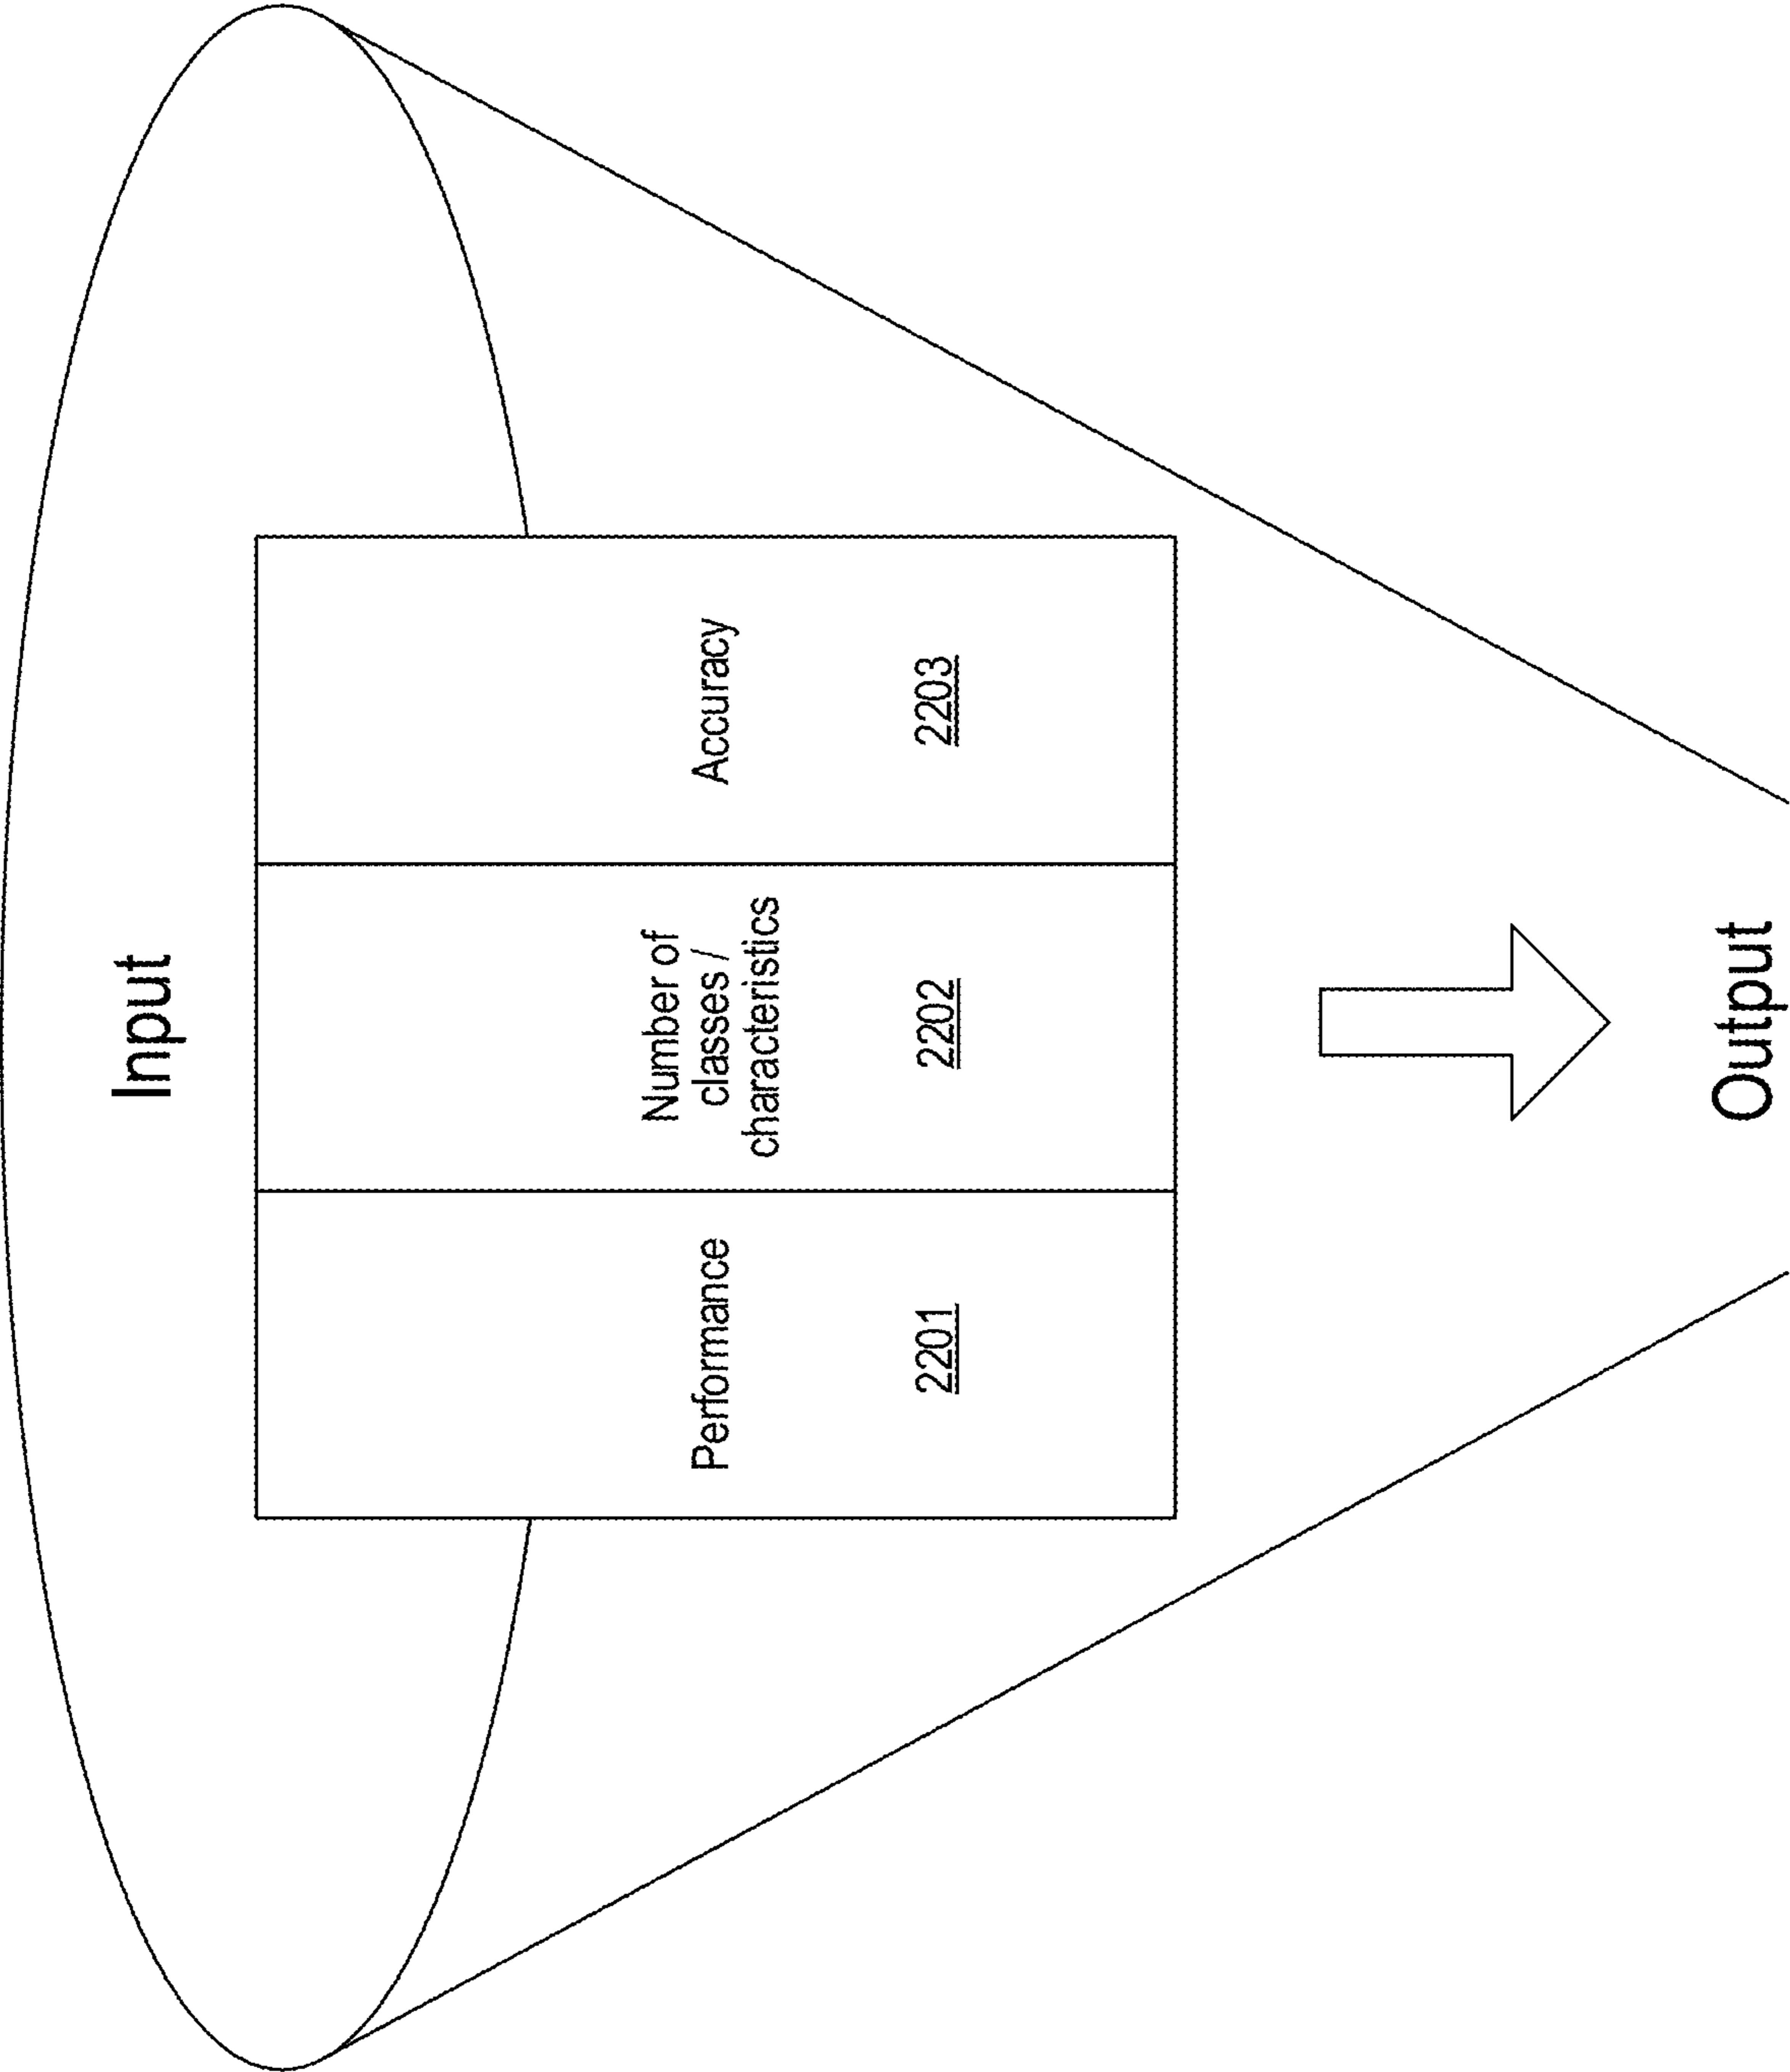 Input
Performance
2201
Number of
classes /
characteristics
2202
Accuracy
2203
Output